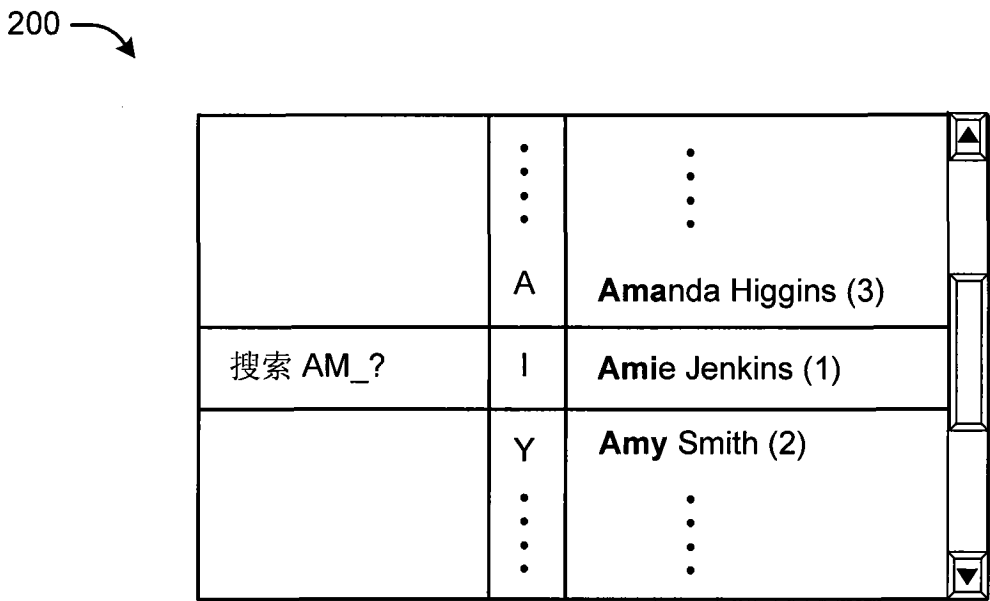 200
A Amanda Higgins (3)
搜索 AM_? I Amie Jenkins (1)
Y Amy Smith (2)